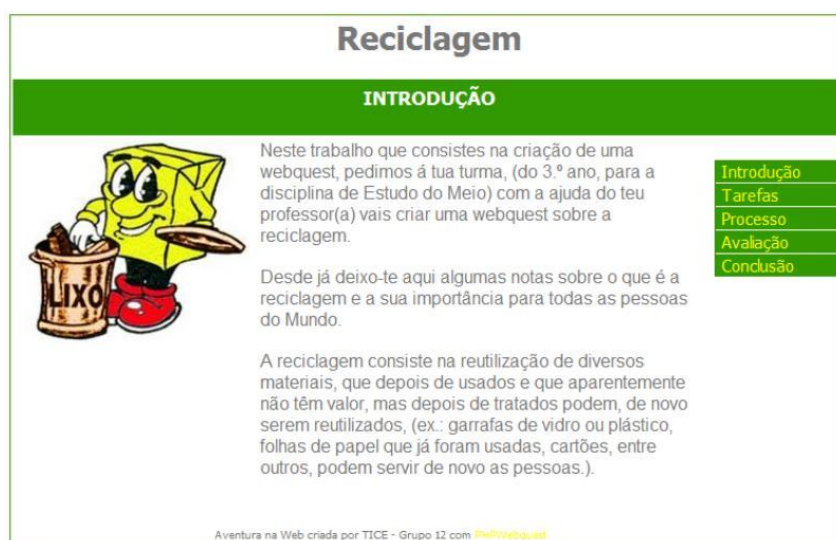 Reciclagem
INTRODUÇÃO
LIXO
Neste trabalho que consistes na criação de uma
webquest, pedimos á tua turma, (do 3.º ano, para a
disciplina de Estudo do Meio) com a ajuda do teu
professor(a) vais criar uma webquest sobre a
reciclagem.
Desde já deixo-te aqui algumas notas sobre o que é a
reciclagem e a sua importância para todas as pessoas
do Mundo.
A reciclagem consiste na reutilização de diversos
materiais, que depois de usados e que aparentemente
não têm valor, mas depois de tratados podem, de novo
serem reutilizados, (ex.: garrafas de vidro ou plástico,
folhas de papel que já foram usadas, cartões, entre
outros, podem servir de novo as pessoas.).
Introdução
Tarefas
Processo
Avaliação
Conclusão
Aventura na Web criada por TICE - Grupo 12 com PHPWebquest